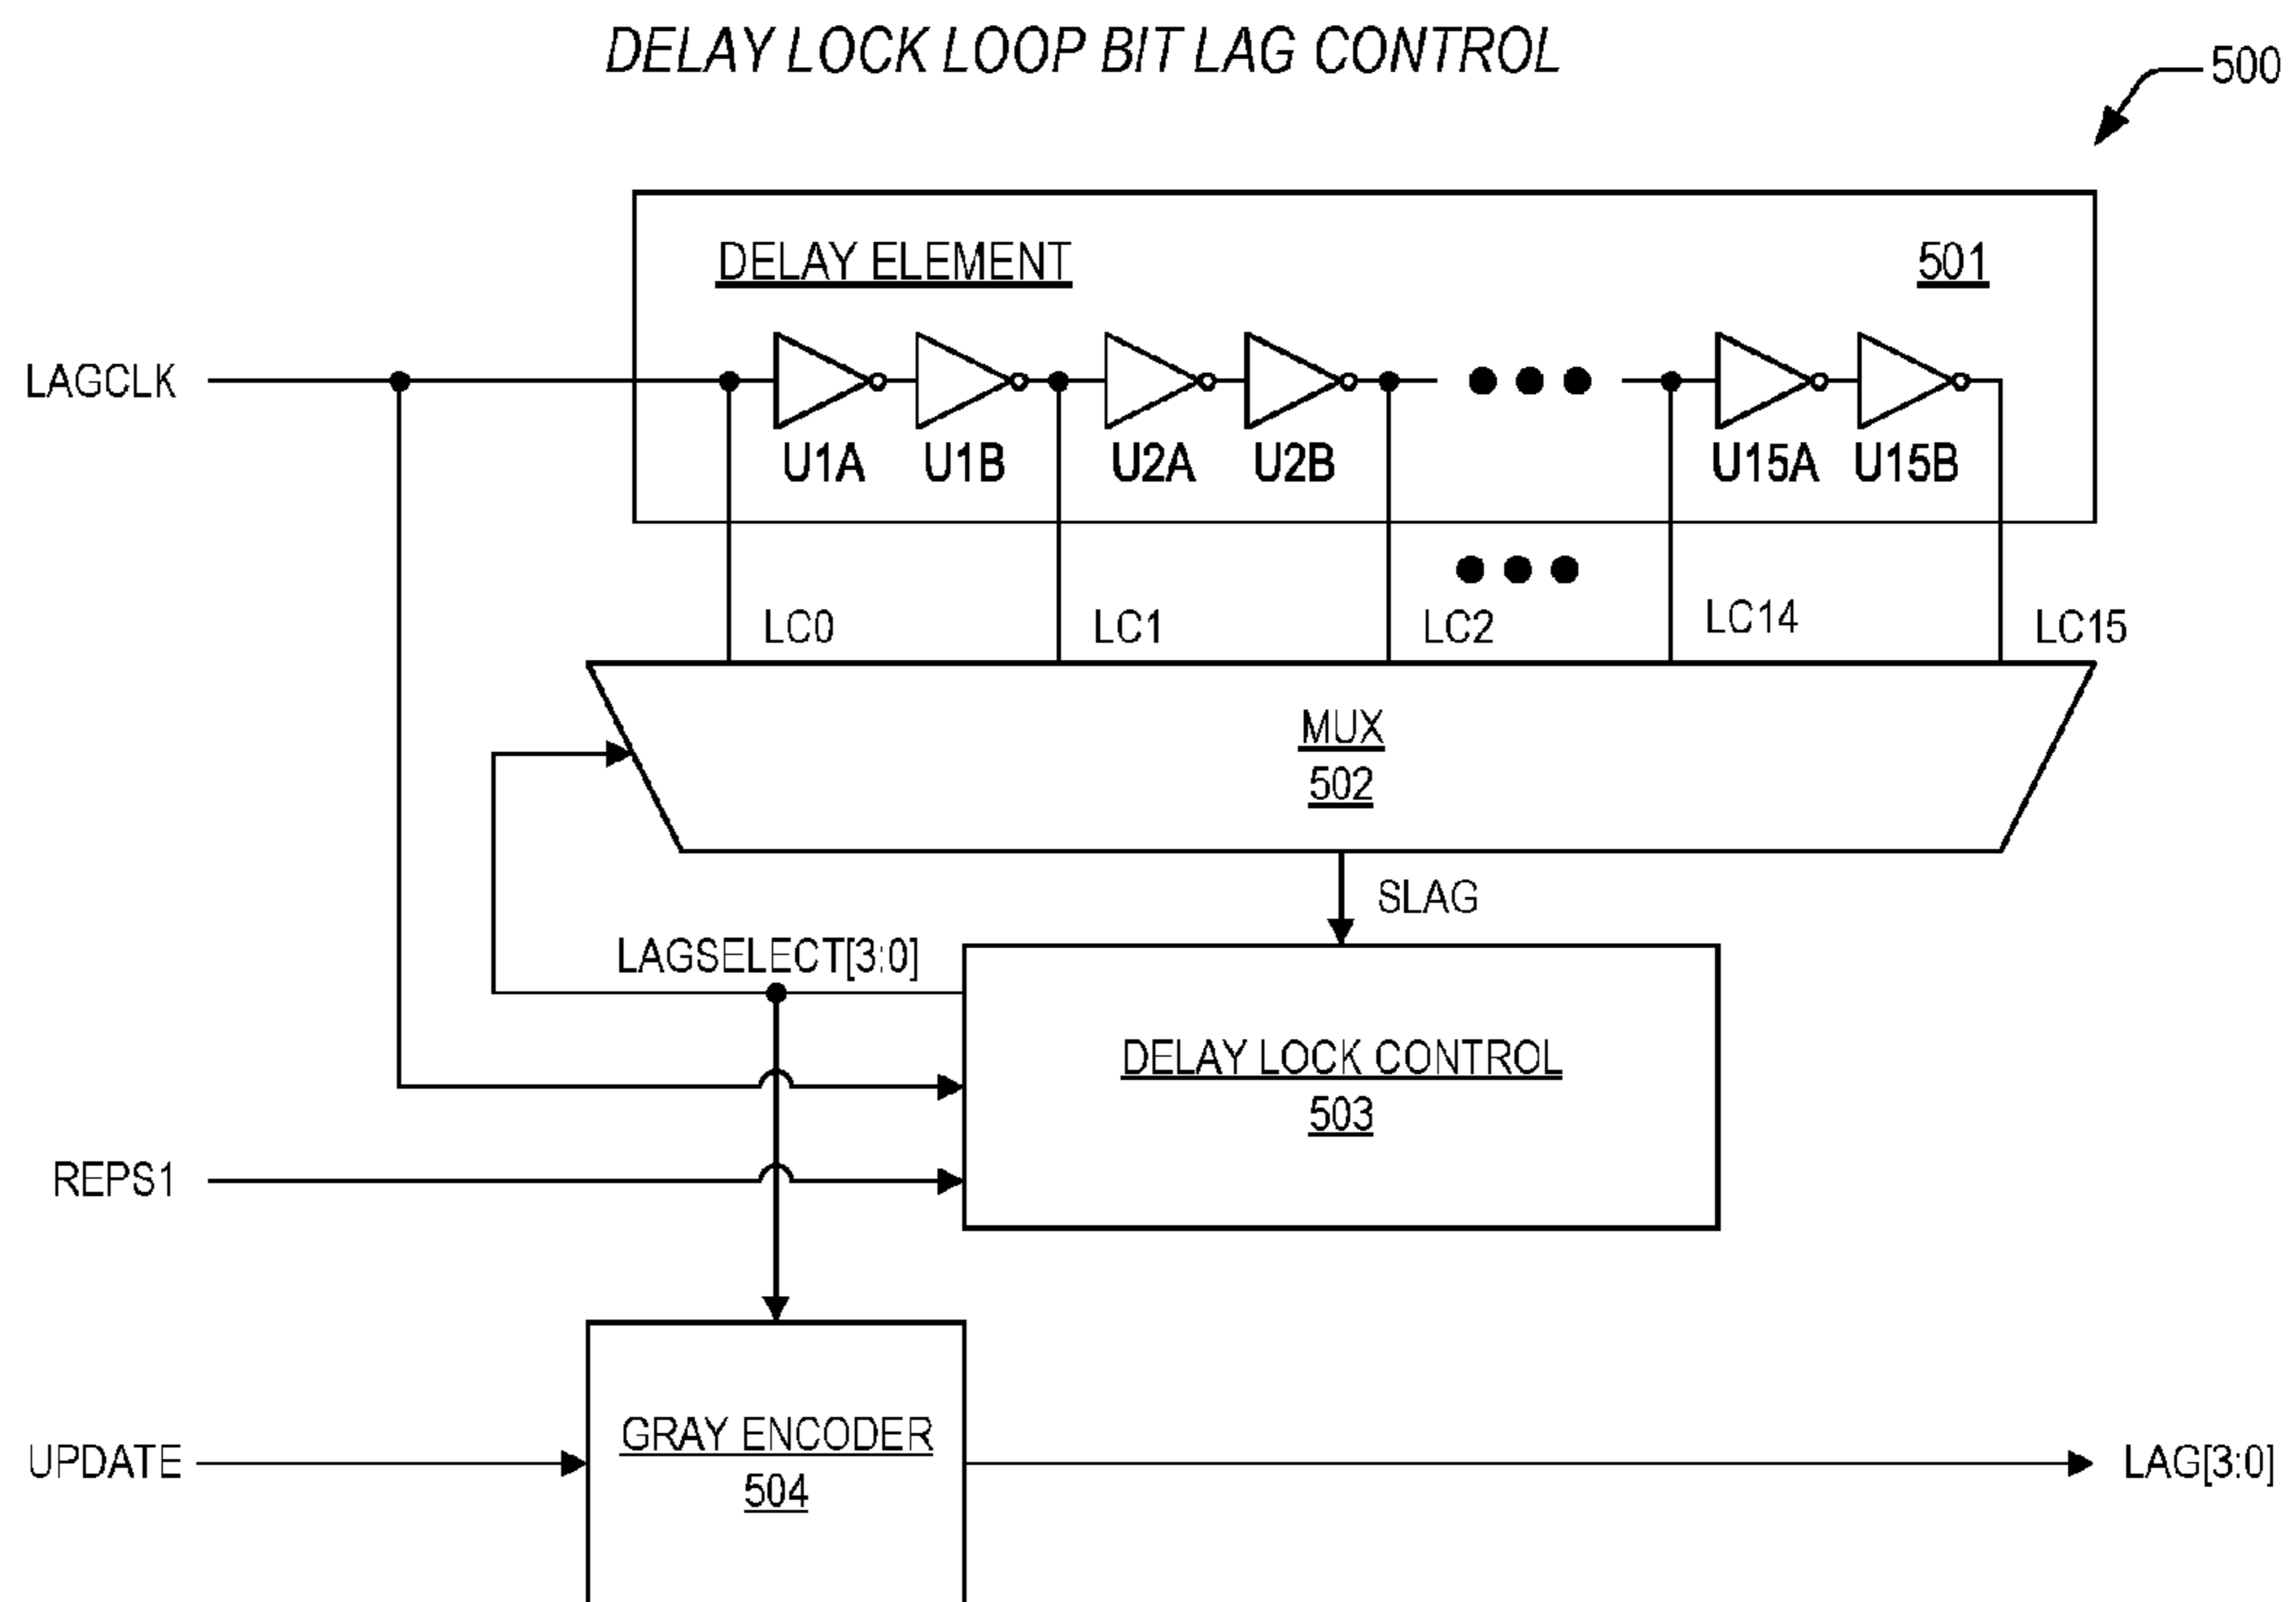 DELAY LOCK LOOP BIT LAG CONTROL
500
DELAY ELEMENT 501
LAGCLK
U1A U1B U2A U2B U15A U15B
LC0 LC1 LC2 LC14 LC15
MUX
502
SLAG
LAGSELECT[3:0]
DELAY LOCK CONTROL
503
REPS1
GRAY ENCODER
504
UPDATE
LAG[3:0]